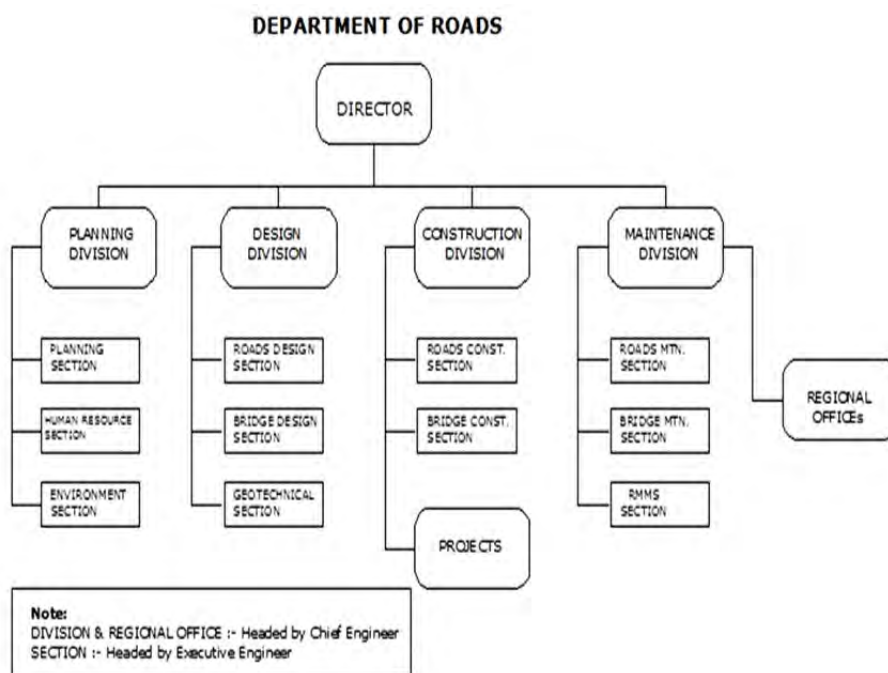 DEPARTMENT OF ROADS
DIRECTOR
PLANNING
DIVISION
DESIGN
DIVISION
CONSTRUCTION
DIVISION
MAINTENANCE
DIVISION
PLANNING
SECTION
ROADS DESIGN
SECTION
ROADS CONST.
SECTION
ROADS MTN.
SECTION
REGIONAL
OFFICEs
HUMAN RESOURCE
SECTION
BRIDGE DESIGN
SECTION
BRIDGE CONST.
SECTION
BRIDGE MTN.
SECTION
ENVIRONMENT
SECTION
GEOTECHNICAL
SECTION
RMMS
SECTION
PROJECTS
Note:
DIVISION & REGIONAL OFFICE :- Headed by Chief Engineer
SECTION :- Headed by Executive Engineer